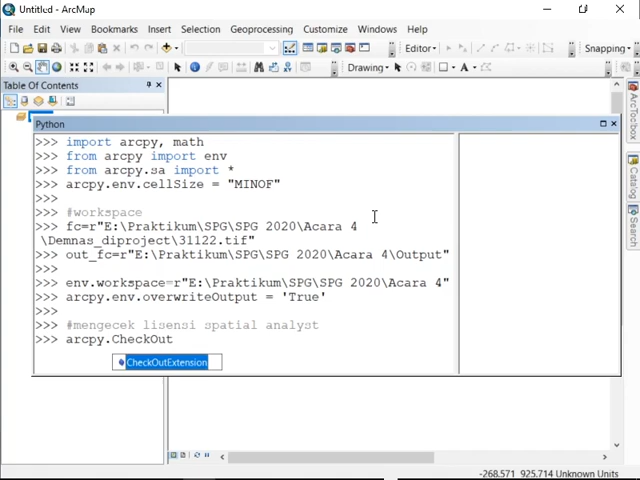 Untitled - ArcMap
File Edit View Bookmarks Insert Selection Geoprocessing Customize Windows Help
Editor
Snapping
Drawing
A
Table Of Contents
Python
>>> import arcpy, math
>>> from arcpy import env
>>> from arcpy.sa import *
>>> arcpy.env.cellSize = "MINOF"
>>>
>>> #workspace
>>> fc=r"E:\Praktikum\SPG\SPG 2020\Acara 4
\Demnas_diproject\31122.tif"
>>> out_fc=r"E:\Praktikum\SPG\SPG 2020\Acara 4\Output"
>>>
>>> env.workspace=r"E:\Praktikum\SPG\SPG 2020\Acara 4"
>>> arcpy.env.overwriteOutput = 'True'
>>>
>>> #mengecek lisensi spatial analyst
>>> arcpy.CheckOut
CheckOutExtension
ArcToolbox
Catalog
Search
-268.571 925.714 Unknown Units